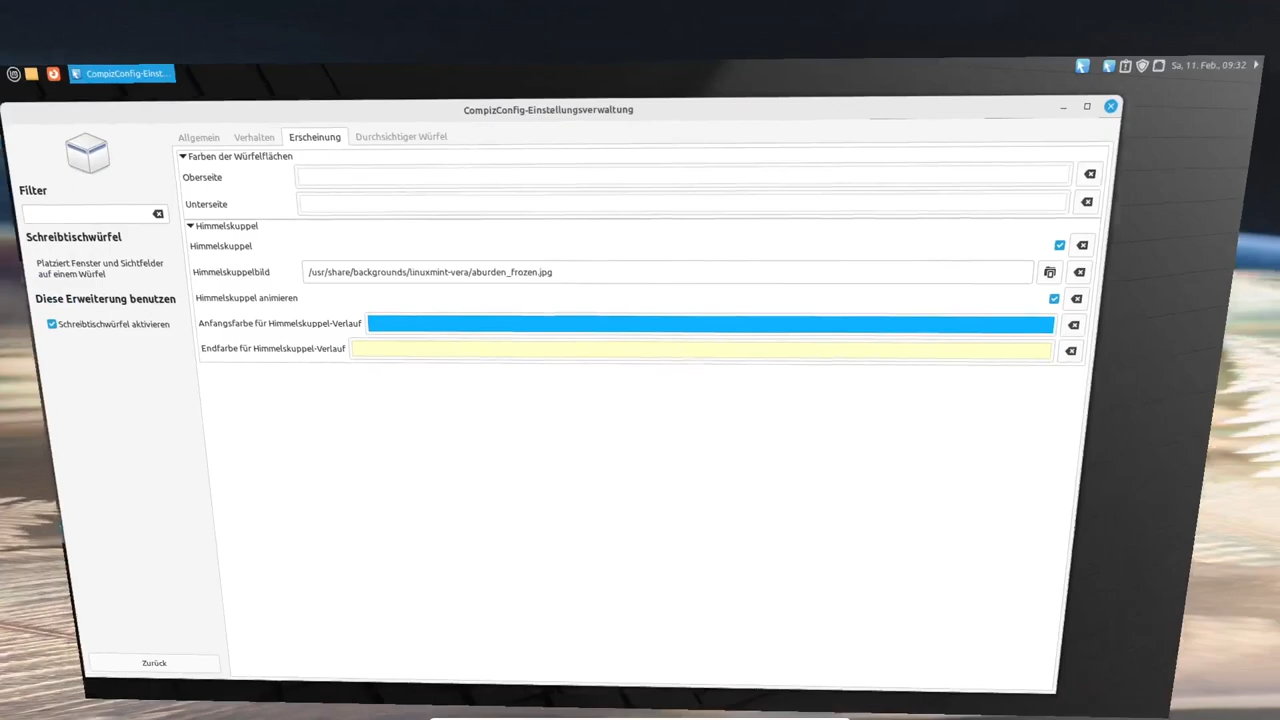 CompizConfig-Einst...
Sa, 11. Feb., 09:32
CompizConfig-Einstellungsverwaltung
Allgemein
Verhalten
Erscheinung
Durchsichtiger Würfel
Filter
Schreibtischwürfel
Platziert Fenster und Sichtfelder
auf einem Würfel
Diese Erweiterung benutzen
Schreibtischwürfel aktivieren
Zurück
Farben der Würfelflächen
Oberseite
Unterseite
Himmelskuppel
Himmelskuppel
Himmelskuppelbild
/usr/share/backgrounds/linuxmint-vera/aburden_frozen.jpg
Himmelskuppel animieren
Anfangsfarbe für Himmelskuppel-Verlauf
Endfarbe für Himmelskuppel-Verlauf